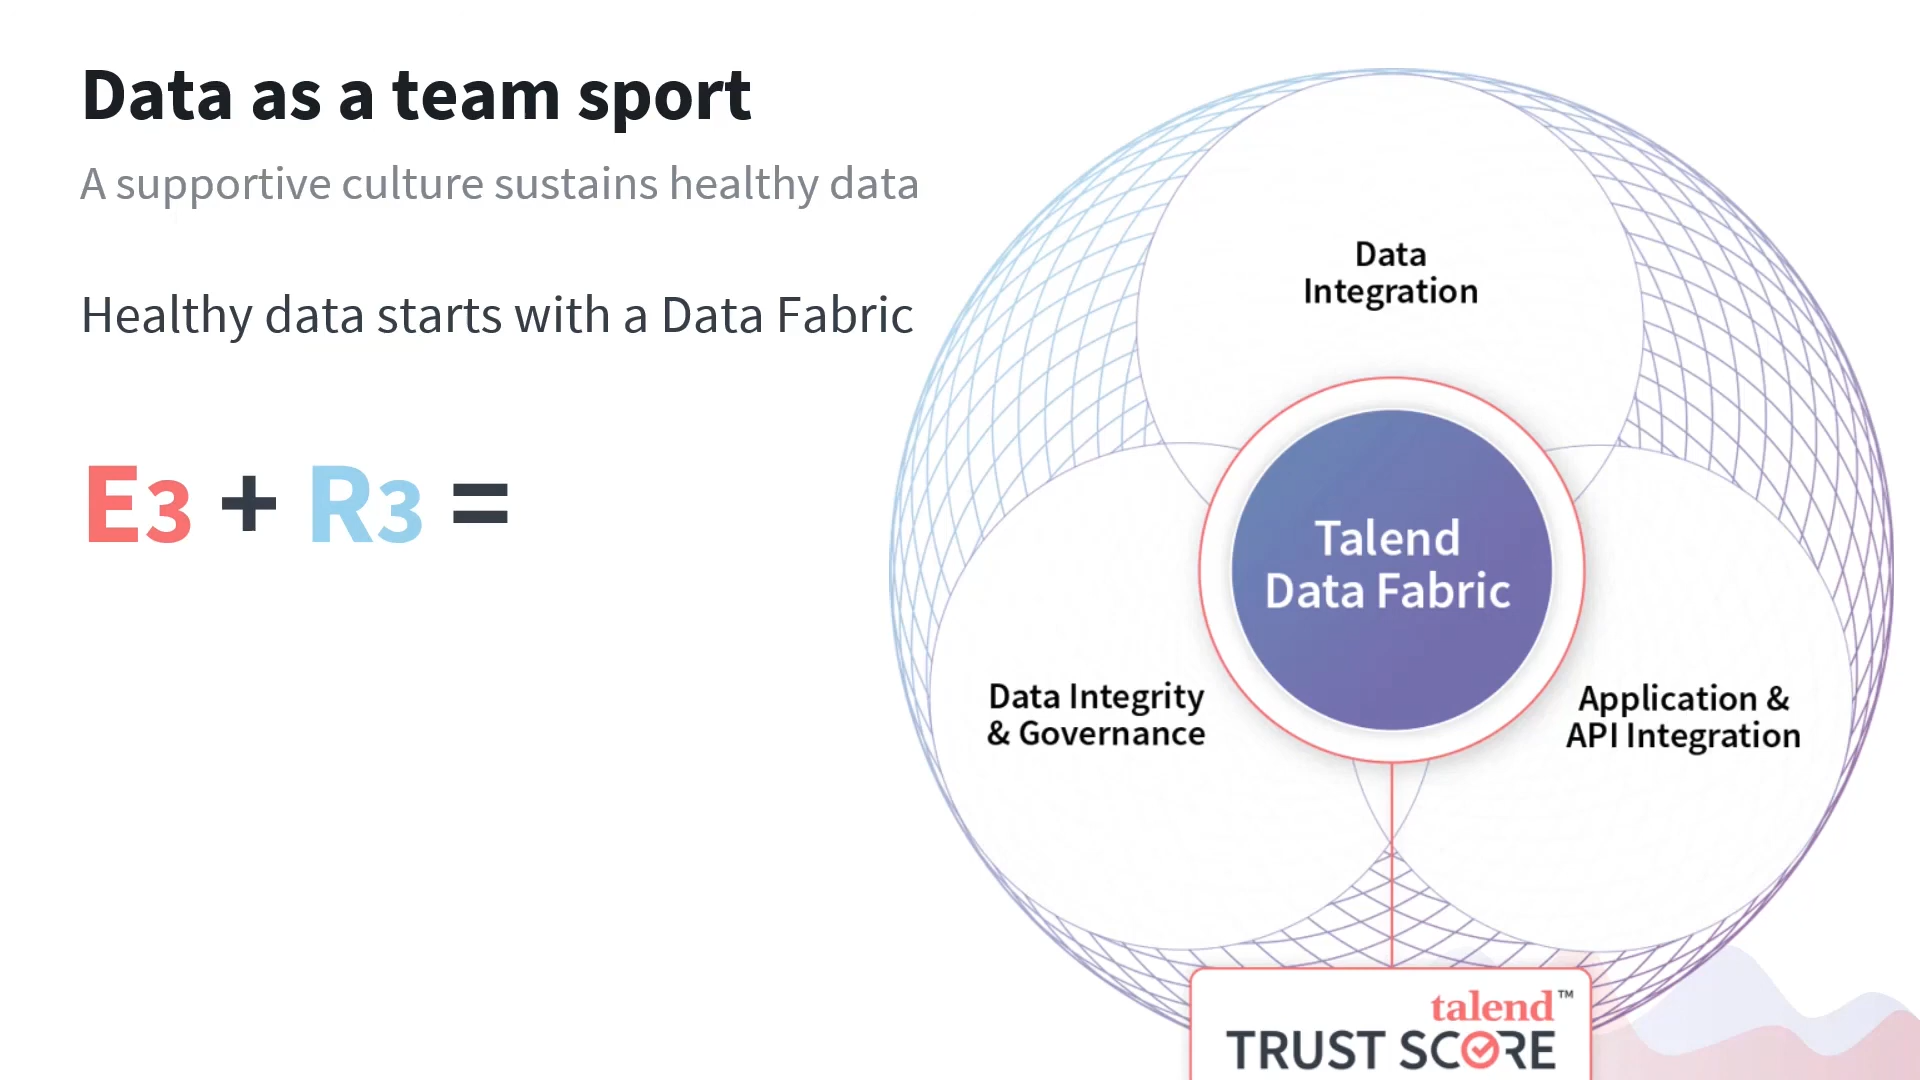 Data as a team sport
A supportive culture sustains healthy data
Healthy data starts with a Data Fabric
E3 + R3 =
Data
Integration
Talend
Data Fabric
Data Integrity
& Governance
Application &
API Integration
talend™
TRUST SCORE